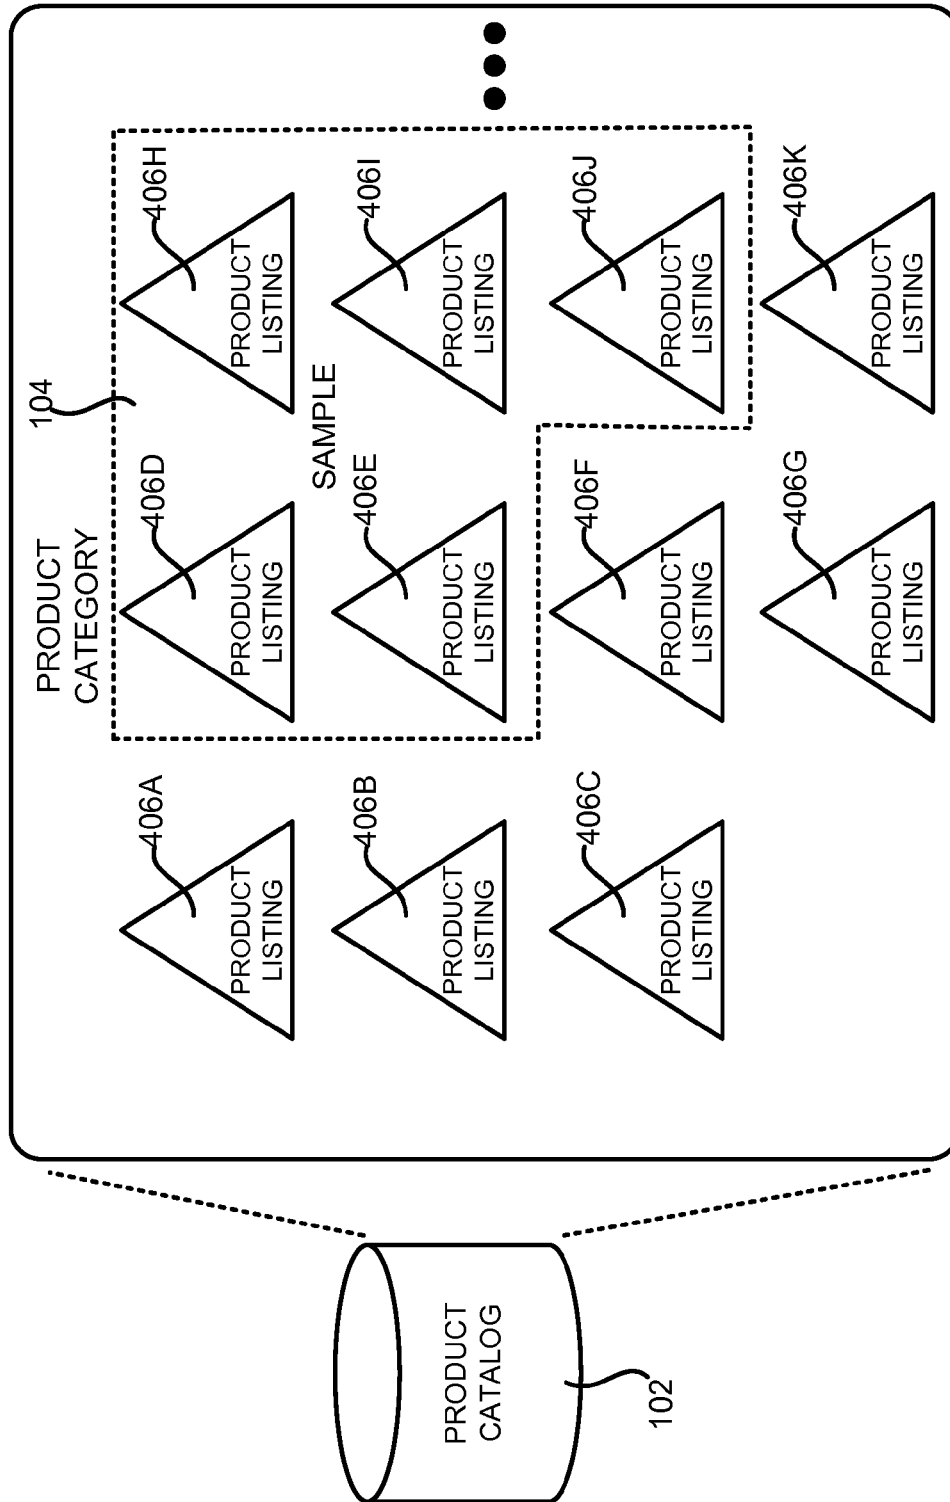 PRODUCT
CATEGORY
104
406A
406D
406H
PRODUCT
LISTING
PRODUCT
LISTING
PRODUCT
LISTING
SAMPLE
406B
406E
406I
PRODUCT
LISTING
PRODUCT
LISTING
PRODUCT
LISTING
PRODUCT
CATALOG
406C
406F
406J
PRODUCT
LISTING
PRODUCT
LISTING
PRODUCT
LISTING
102
406G
406K
PRODUCT
LISTING
PRODUCT
LISTING